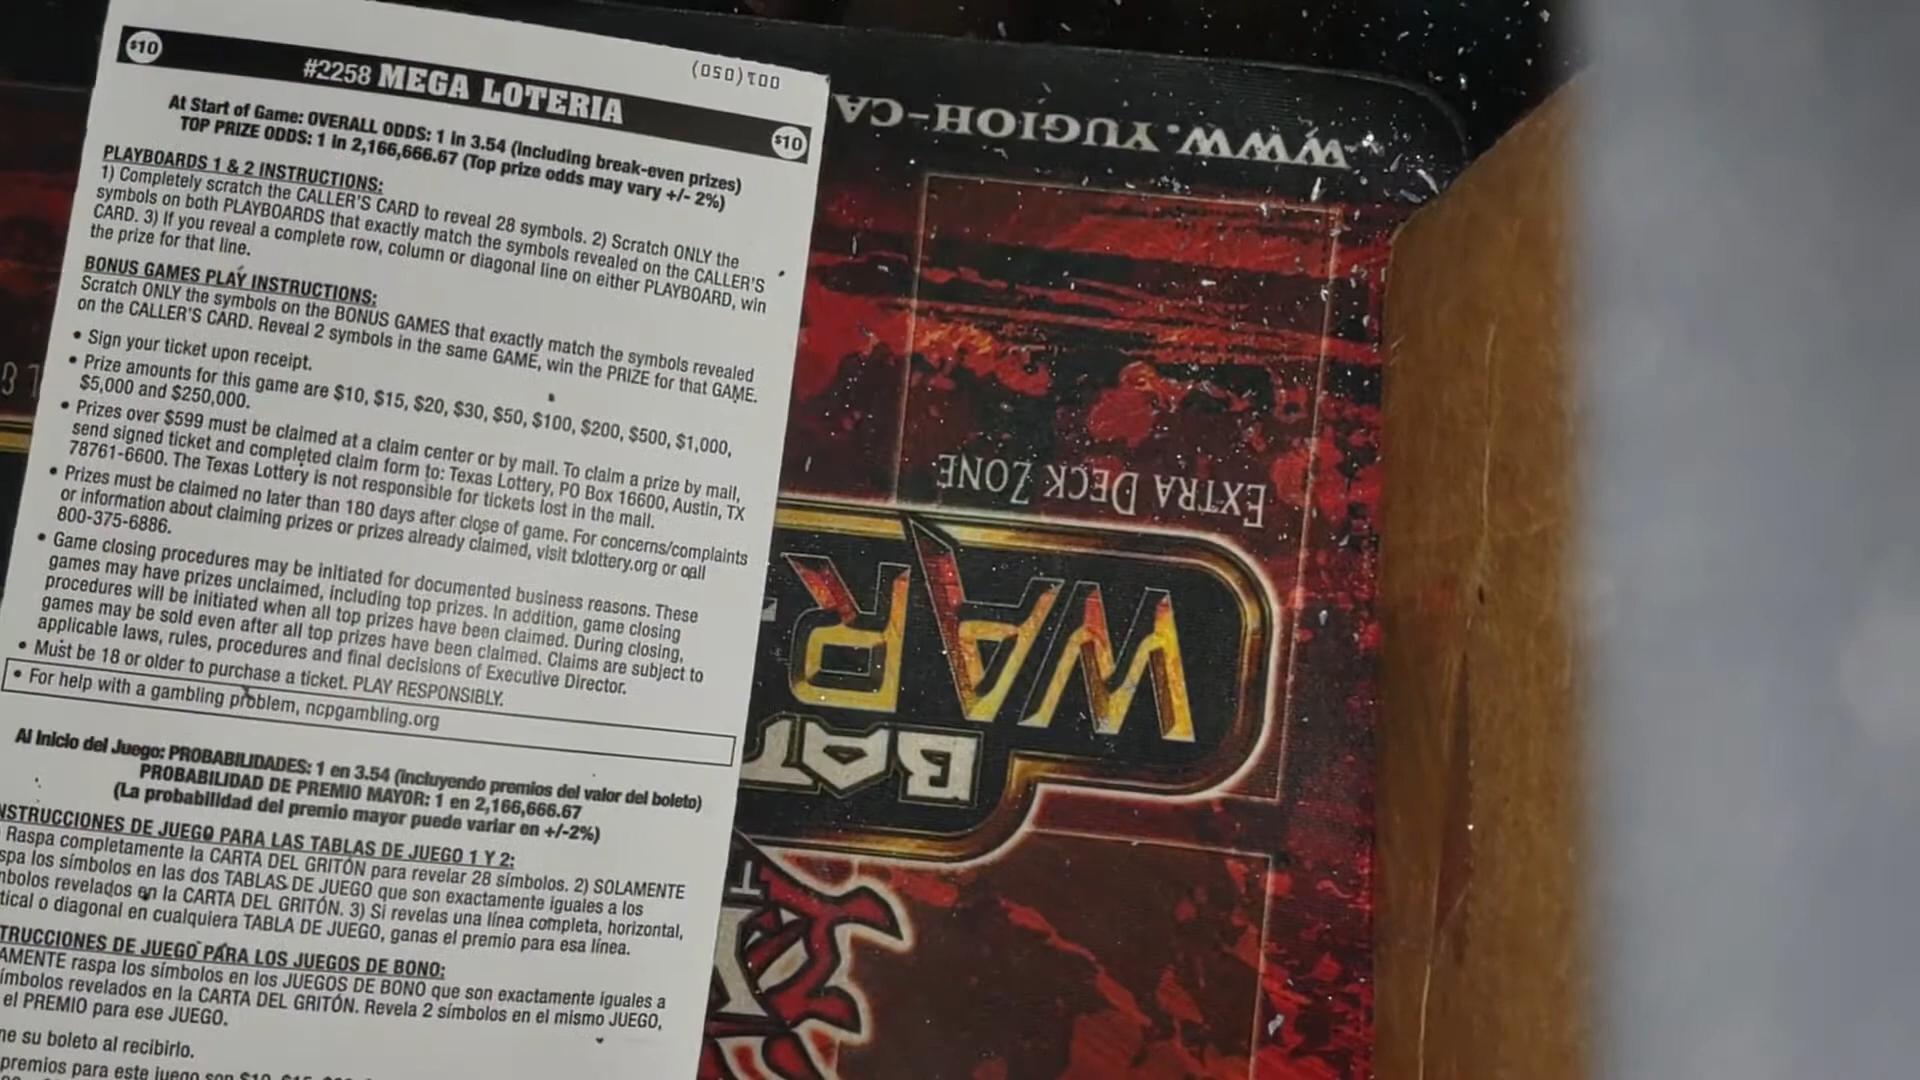 $10
#2258 MEGA LOTERIA
001(050)
$10
At Start of Game: OVERALL ODDS: 1 in 3.54 (Including break-even prizes)
TOP PRIZE ODDS: 1 in 2,166,666.67 (Top prize odds may vary +/- 2%)
PLAYBOARDS 1 & 2 INSTRUCTIONS:
1) Completely scratch the CALLER'S CARD to reveal 28 symbols. 2) Scratch ONLY the
symbols on both PLAYBOARDS that exactly match the symbols revealed on the CALLER'S
CARD. 3) If you reveal a complete row, column or diagonal line on either PLAYBOARD, win
the prize for that line.
BONUS GAMES PLAY INSTRUCTIONS:
Scratch ONLY the symbols on the BONUS GAMES that exactly match the symbols revealed
on the CALLER'S CARD. Reveal 2 symbols in the same GAME, win the PRIZE for that GAME.
• Sign your ticket upon receipt.
• Prize amounts for this game are $10, $15, $20, $30, $50, $100, $200, $500, $1,000,
$5,000 and $250,000.
• Prizes over $599 must be claimed at a claim center or by mail. To claim a prize by mail,
send signed ticket and completed claim form to: Texas Lottery, PO Box 16600, Austin, TX
78761-6600. The Texas Lottery is not responsible for tickets lost in the mail.
• Prizes must be claimed no later than 180 days after close of game. For concerns/complaints
or information about claiming prizes or prizes already claimed, visit txlottery.org or call
800-375-6886.
• Game closing procedures may be initiated for documented business reasons. These
games may have prizes unclaimed, including top prizes. In addition, game closing
procedures will be initiated when all top prizes have been claimed. During closing,
games may be sold even after all top prizes have been claimed. Claims are subject to
applicable laws, rules, procedures and final decisions of Executive Director.
• Must be 18 or older to purchase a ticket. PLAY RESPONSIBLY.
• For help with a gambling problem, ncpgambling.org
Al Inicio del Juego: PROBABILIDADES: 1 en 3.54 (incluyendo premios del valor del boleto)
PROBABILIDAD DE PREMIO MAYOR: 1 en 2,166,666.67
(La probabilidad del premio mayor puede variar en +/-2%)
NSTRUCCIONES DE JUEGO PARA LAS TABLAS DE JUEGO 1 Y 2:
Raspa completamente la CARTA DEL GRITÓN para revelar 28 símbolos. 2) SOLAMENTE
spa los símbolos en las dos TABLAS DE JUEGO que son exactamente iguales a los
mbolos revelados en la CARTA DEL GRITÓN. 3) Si revelas una línea completa, horizontal,
tical o diagonal en cualquiera TABLA DE JUEGO, ganas el premio para esa línea.
TRUCCIONES DE JUEGO PARA LOS JUEGOS DE BONO:
AMENTE raspa los símbolos en los JUEGOS DE BONO que son exactamente iguales a
ímbolos revelados en la CARTA DEL GRITÓN. Revela 2 símbolos en el mismo JUEGO,
el PREMIO para ese JUEGO.
ne su boleto al recibirlo.
premios para este juego son $10, $15,
WWW.YUGIOH-CA
EXTRA DECK ZONE
WAR